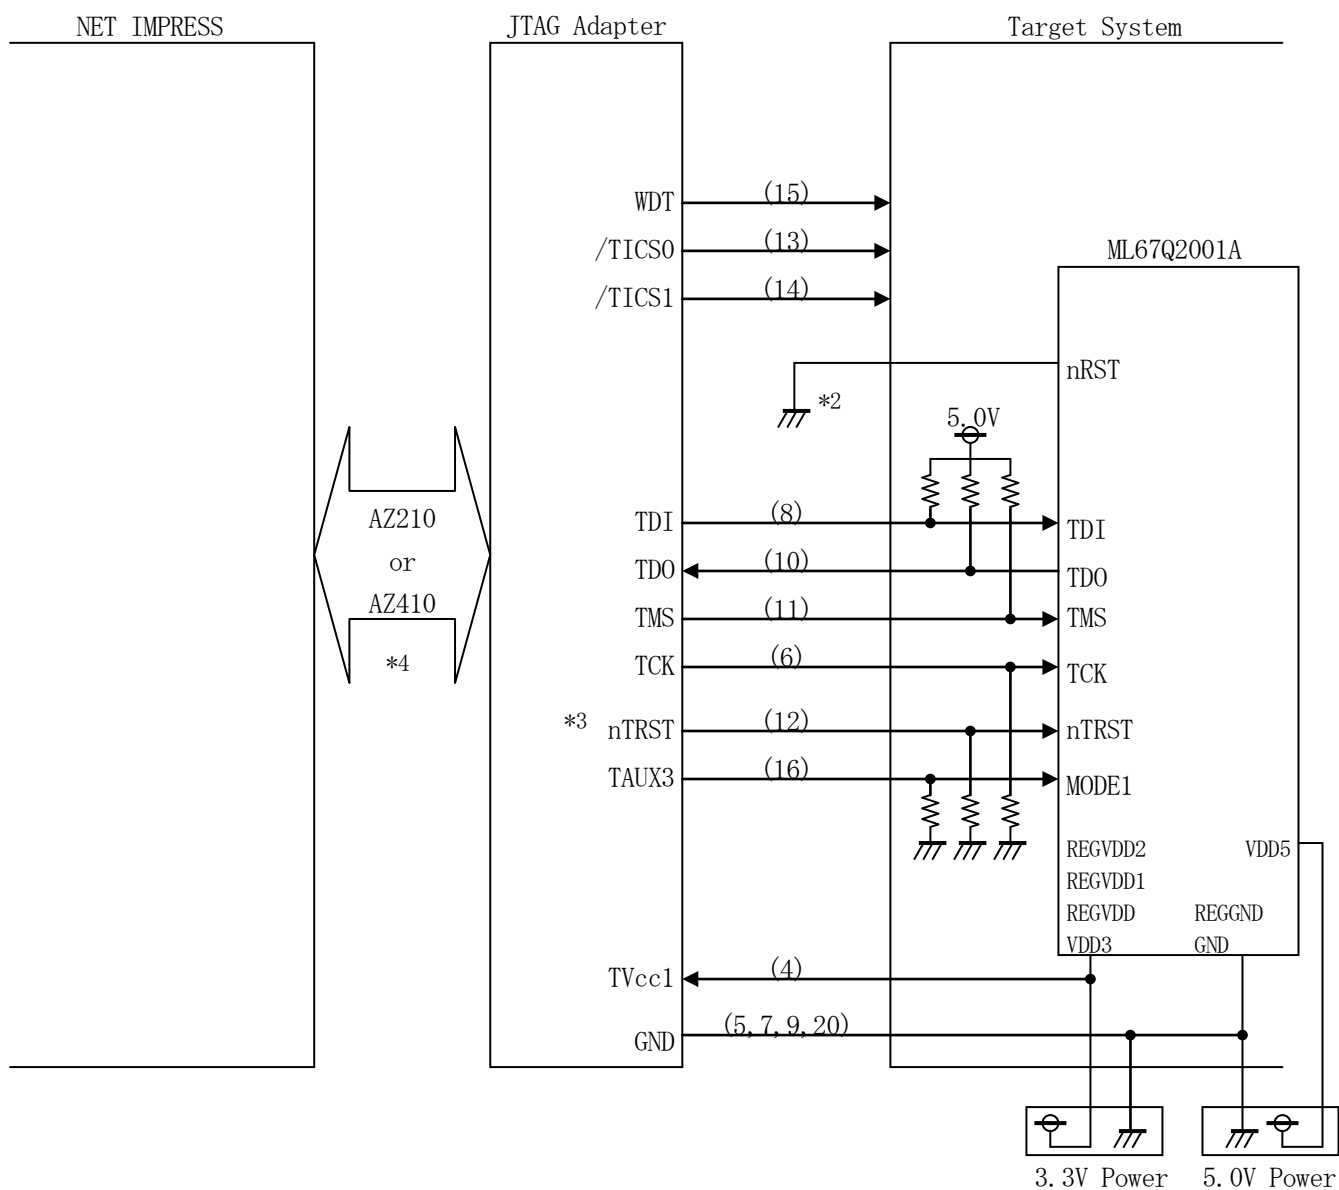 NET IMPRESS
JTAG Adapter
Target System
WDT
(15)
/TICS0
(13)
/TICS1
(14)
ML67Q2001A
nRST
*2
5.0V
AZ210
or
AZ410
*4
TDI
(8)
TDI
TDO
(10)
TDO
TMS
(11)
TMS
TCK
(6)
TCK
*3
nTRST
(12)
nTRST
TAUX3
(16)
MODE1
REGVDD2
VDD5
REGVDD1
REGVDD
REGGND
VDD3
GND
TVcc1
(4)
GND
(5,7,9,20)
3.3V Power
5.0V Power